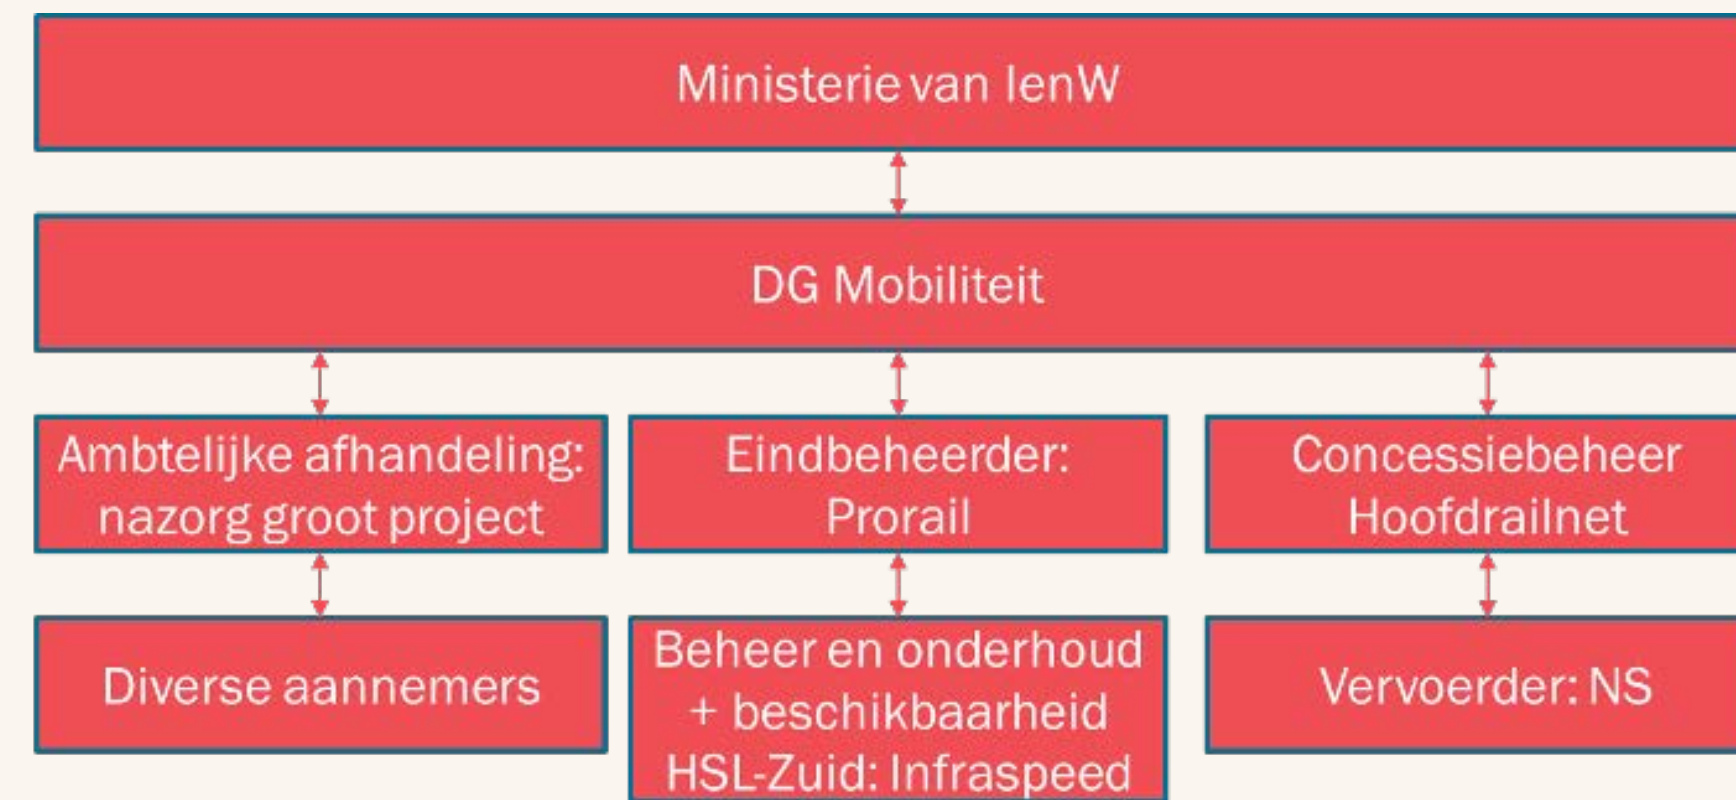 Ministerie van IenW
DG Mobiliteit
Ambtelijke afhandeling:
nazorg groot project
Eindbeheerder:
Prorail
Concessiebeheer
Hoofdrailnet
Diverse aannemers
Beheer en onderhoud
+ beschikbaarheid
HSL-Zuid: Infraspeed
Vervoerder: NS